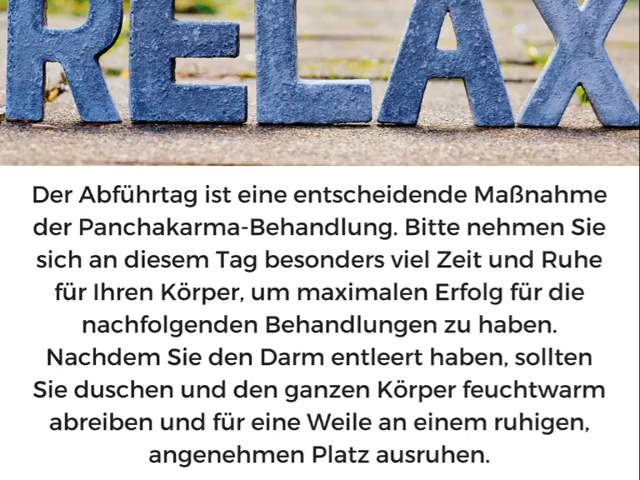 RELAX
Der Abführtag ist eine entscheidende Maßnahme
der Panchakarma-Behandlung. Bitte nehmen Sie
sich an diesem Tag besonders viel Zeit und Ruhe
für Ihren Körper, um maximalen Erfolg für die
nachfolgenden Behandlungen zu haben.
Nachdem Sie den Darm entleert haben, sollten
Sie duschen und den ganzen Körper feuchtwarm
abreiben und für eine Weile an einem ruhigen,
angenehmen Platz ausruhen.